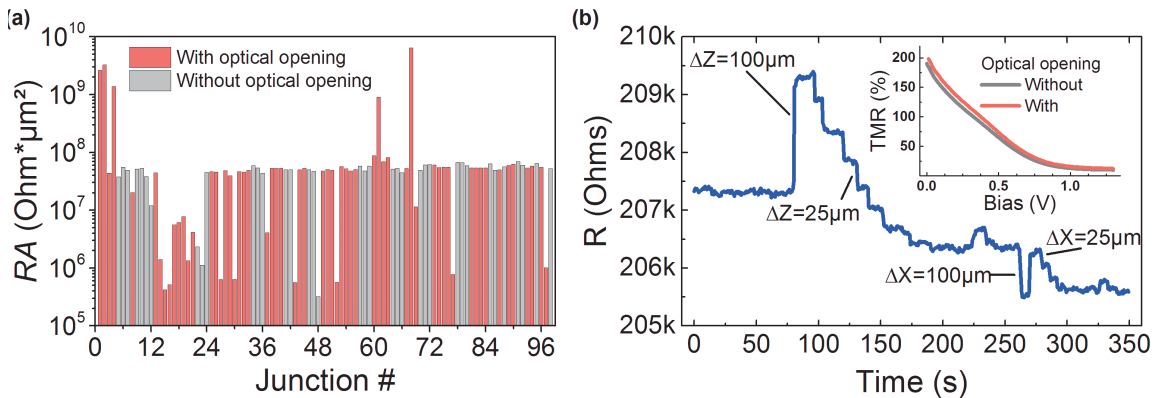 (a)
10^10
10^9
10^8
10^7
10^6
10^5
RA (Ohm*µm²)
With optical opening
Without optical opening
0 12 24 36 48 60 72 84 96
Junction #
(b)
210k
209k
208k
207k
206k
205k
R (Ohms)
ΔZ=100µm
ΔZ=25µm
ΔX=25µm
ΔX=100µm
200
150
100
50
TMR (%)
Optical opening
Without
With
0.0 0.5 1.0
Bias (V)
0 50 100 150 200 250 300 350
Time (s)